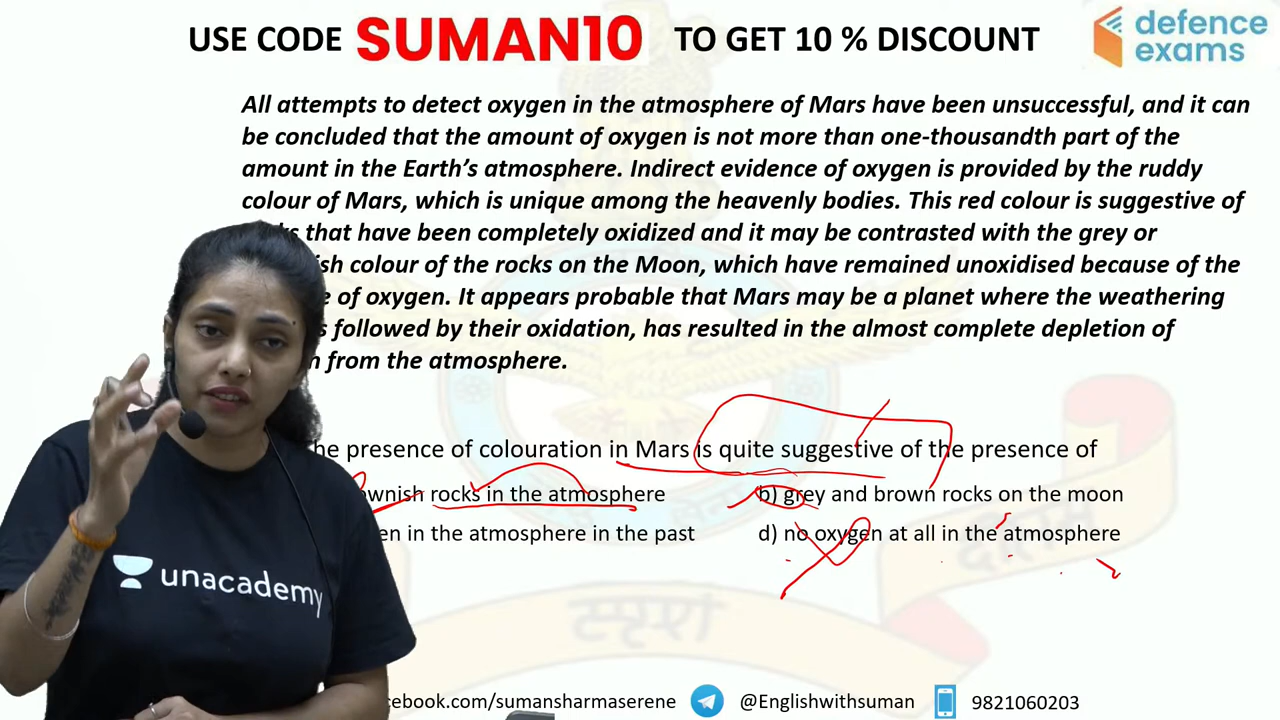 USE CODE SUMAN10 TO GET 10 % DISCOUNT
defence
exams
All attempts to detect oxygen in the atmosphere of Mars have been unsuccessful, and it can
be concluded that the amount of oxygen is not more than one-thousandth part of the
amount in the Earth's atmosphere. Indirect evidence of oxygen is provided by the ruddy
colour of Mars, which is unique among the heavenly bodies. This red colour is suggestive of
that have been completely oxidized and it may be contrasted with the grey or
colour of the rocks on the Moon, which have remained unoxidised because of the
of oxygen. It appears probable that Mars may be a planet where the weathering
followed by their oxidation, has resulted in the almost complete depletion of
from the atmosphere.
he presence of colouration in Mars is quite suggestive of the presence of
wnish rocks in the atmosphere
b) grey and brown rocks on the moon
en in the atmosphere in the past
d) no oxygen at all in the atmosphere
unacademy
स्पृशं
दीप्तम्
cebook.com/sumansharmaserene
@Englishwithsuman
9821060203